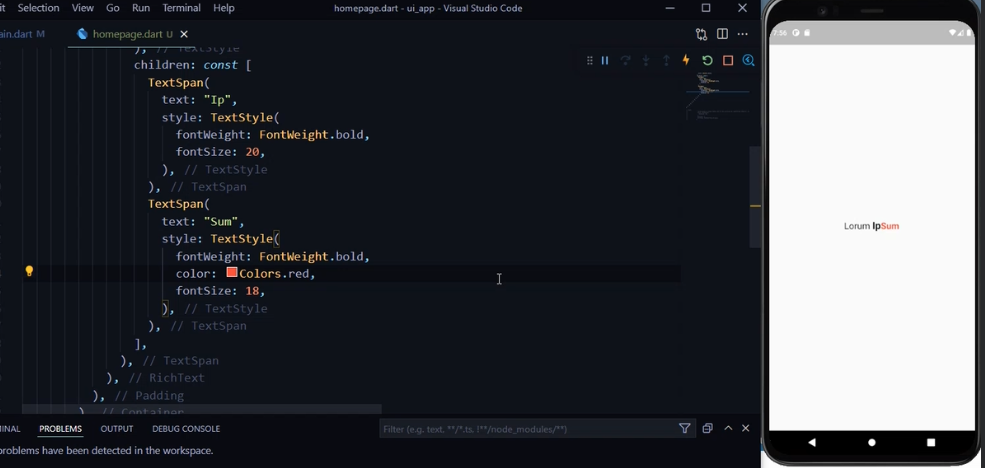 Selection View Go Run Terminal Help
homepage.dart - ui_app - Visual Studio Code
ain.dart M
homepage.dart U
), // TextStyle
children: const [
TextSpan(
text: "Ip",
style: TextStyle(
fontWeight: FontWeight.bold,
fontSize: 20,
), // TextStyle
), // TextSpan
TextSpan(
text: "Sum",
style: TextStyle(
fontWeight: FontWeight.bold,
color: Colors.red,
fontSize: 18,
), // TextStyle
), // TextSpan
],
), // TextSpan
), // RichText
), // Padding
), // Container
MINAL PROBLEMS OUTPUT DEBUG CONSOLE
Filter (e.g. text, **/*.ts, !**/node_modules/**)
problems have been detected in the workspace.
7:56
Lorum IpSum